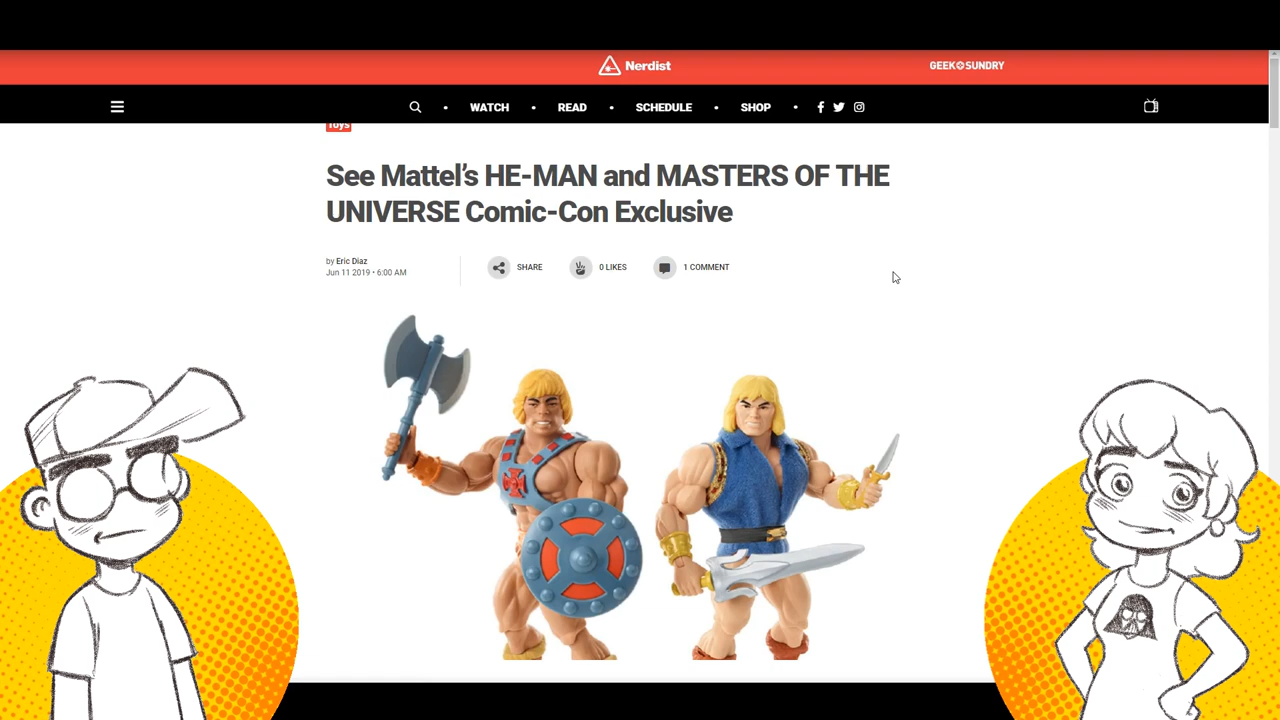 Nerdist
GEEK SUNDRY
WATCH • READ • SCHEDULE • SHOP •
Toys
See Mattel's HE-MAN and MASTERS OF THE
UNIVERSE Comic-Con Exclusive
by Eric Diaz
Jun 11 2019 • 6:00 AM
SHARE
0 LIKES
1 COMMENT